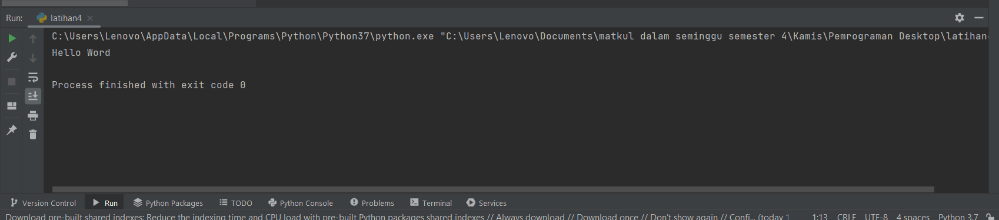 Run: latihan4
C:\Users\Lenovo\AppData\Local\Programs\Python\Python37\python.exe "C:\Users\Lenovo\Documents\matkul dalam seminggu semester 4\Kamis\Pemrograman Desktop\latihan
Hello Word
Process finished with exit code 0
Version Control Run Python Packages TODO Python Console Problems Terminal Services
Download pre-built shared indexes: Reduce the indexing time and CPU load with pre-built Python packages shared indexes // Always download // Download once // Don't show again // Confi... (today 1 1:13 CRLF UTF-8 4 spaces Python 3.7